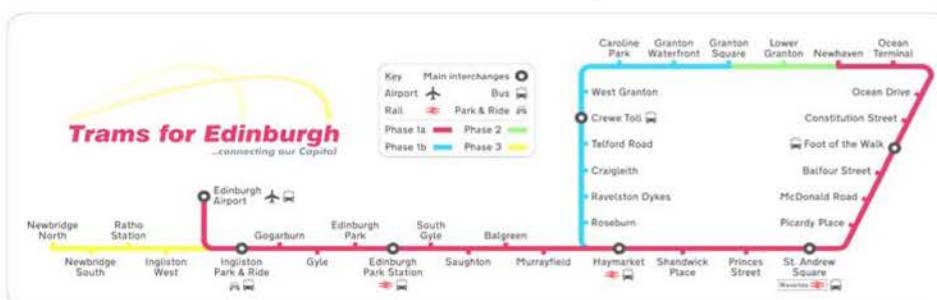 Trams for Edinburgh
...connecting our Capital
Key
Main interchanges
Airport
Bus
Rail
Park & Ride
Phase 1a
Phase 2
Phase 1b
Phase 3
Caroline
Park
Granton
Waterfront
Granton
Square
Lower
Granton
Newhaven
Ocean
Terminal
West Granton
Crewe Toll
Telford Road
Craigleith
Ravelston Dykes
Roseburn
Ocean Drive
Constitution Street
Foot of the Walk
Balfour Street
McDonald Road
Picardy Place
Edinburgh
Airport
Newbridge
North
Ratho
Station
Newbridge
South
Ingliston
West
Ingliston
Park & Ride
Gogarburn
Gyle
Edinburgh
Park
Edinburgh
Park Station
South
Gyle
Saughton
Balgreen
Murrayfield
Haymarket
Shandwick
Place
Princes
Street
St. Andrew
Square
Waverley